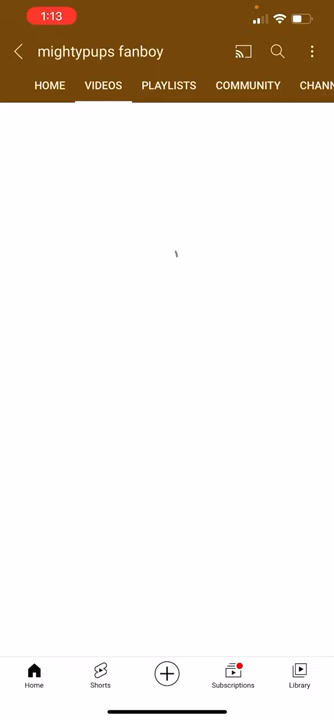 1:13
mightypups fanboy
HOME VIDEOS PLAYLISTS COMMUNITY CHANN
Home Shorts Subscriptions Library